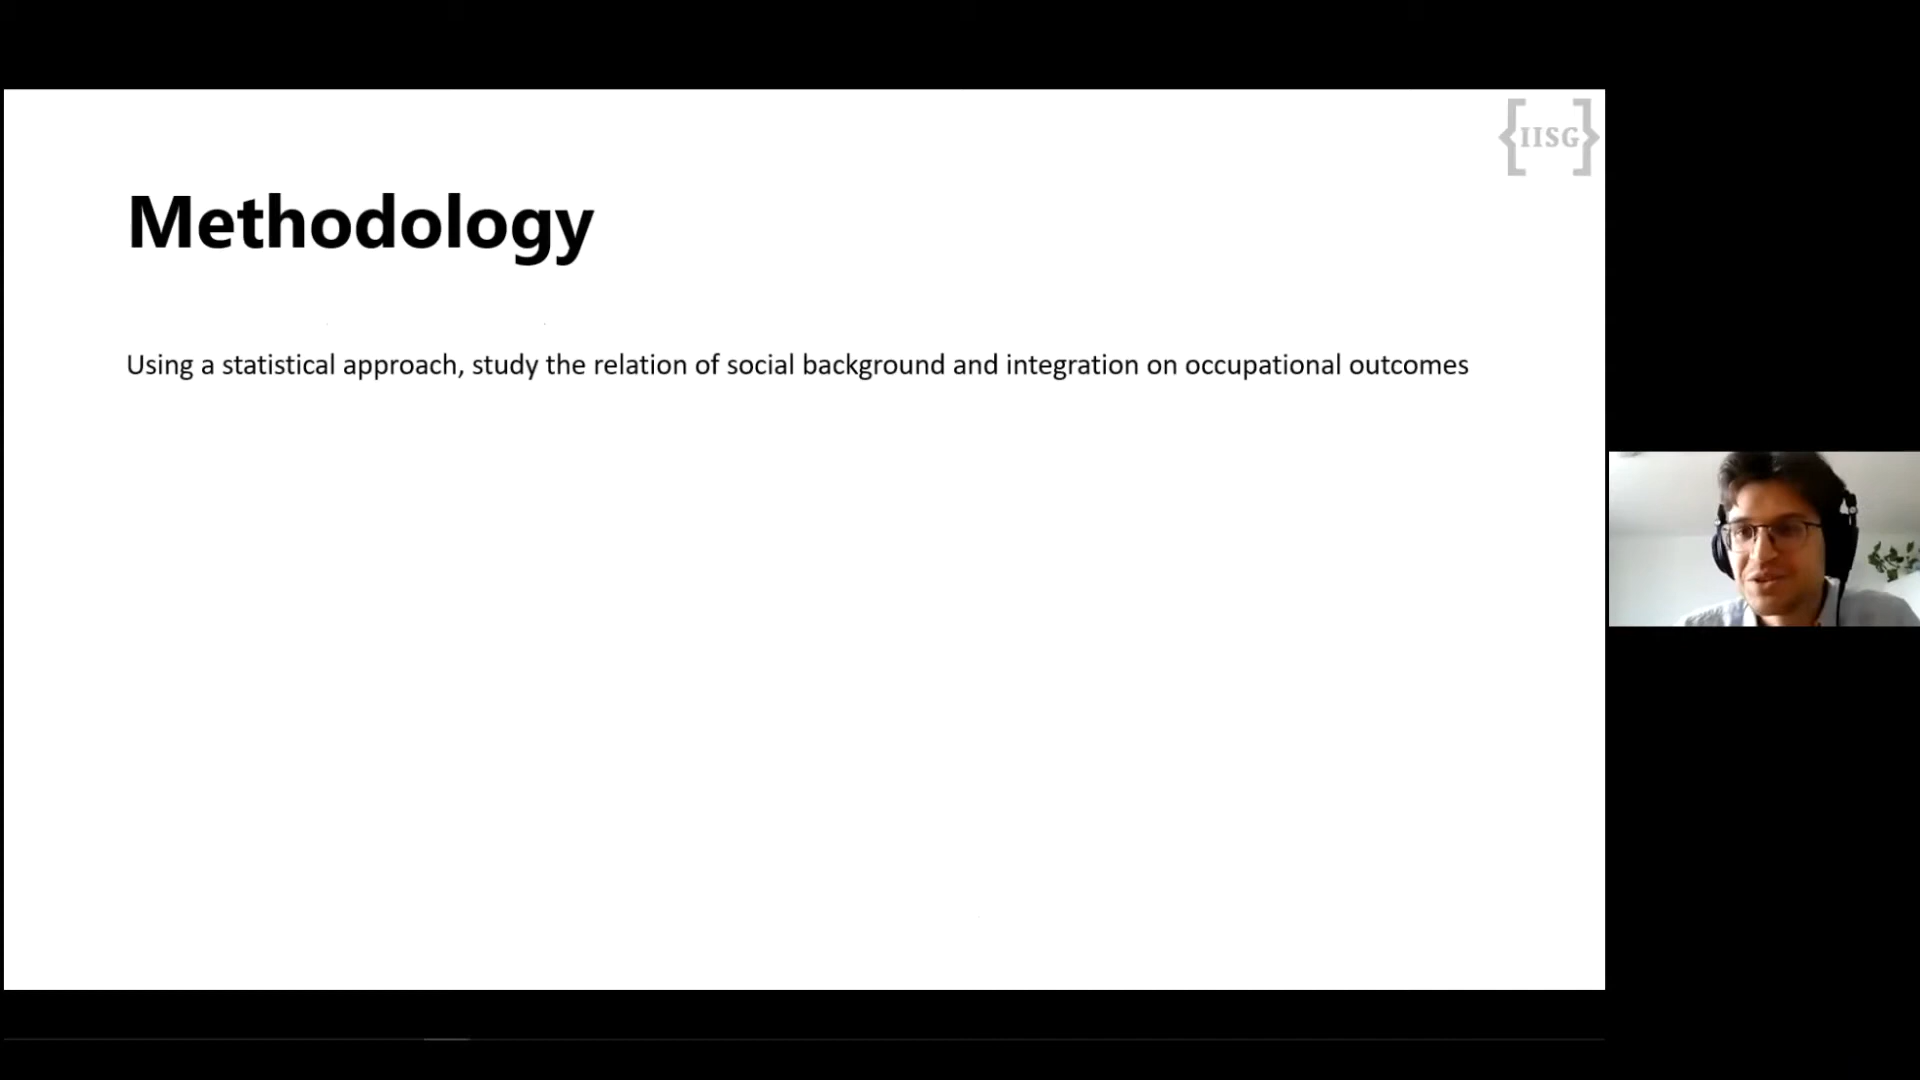 IISG
Methodology
Using a statistical approach, study the relation of social background and integration on occupational outcomes